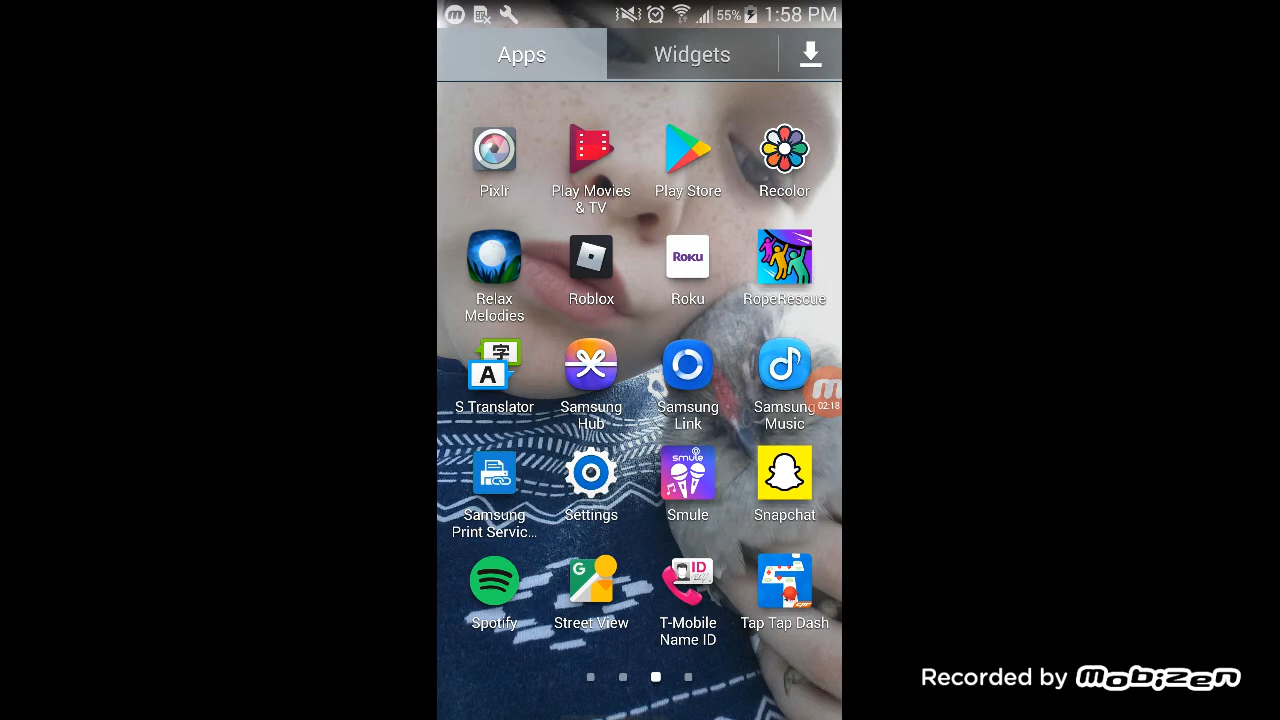 55% 1:58 PM
Apps Widgets
Pixlr Play Movies Play Store Recolor
& TV
Roku
Relax Roblox Roku RopeRescue
Melodies
字
A
S Translator Samsung Samsung Samsung
Hub Link Music
02:18
smule
Samsung Settings Smule Snapchat
Print Servic...
G ID
Spotify Street View T-Mobile Tap Tap Dash
Name ID
Recorded by mobizen